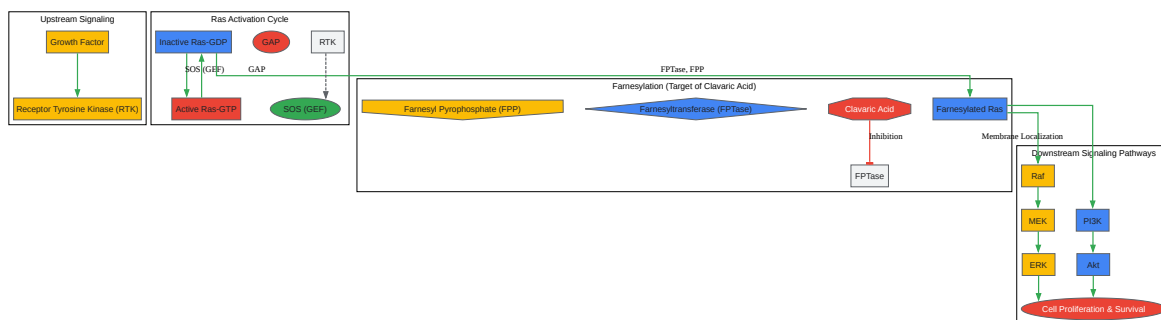 Upstream Signaling
Growth Factor
Receptor Tyrosine Kinase (RTK)
Ras Activation Cycle
Inactive Ras-GDP
GAP
RTK
SOS (GEF)
GAP
Active Ras-GTP
SOS (GEF)
FPTase, FPP
Farnesylation (Target of Clavaric Acid)
Farnesyl Pyrophosphate (FPP)
Farnesyltransferase (FPTase)
Clavaric Acid
Farnesylated Ras
Inhibition
FPTase
Membrane Localization
Downstream Signaling Pathways
Raf
MEK
PI3K
ERK
Akt
Cell Proliferation & Survival